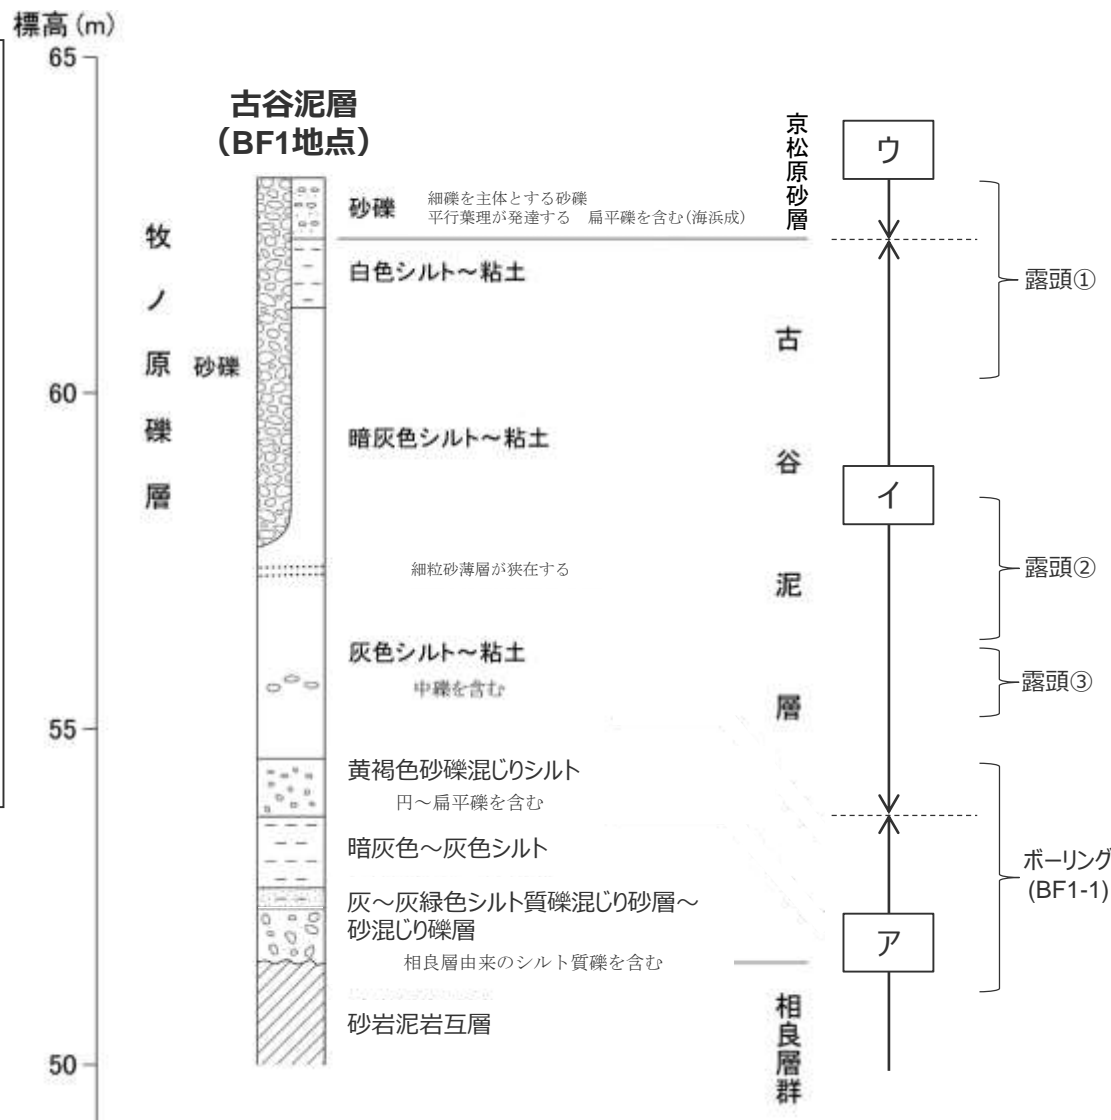 標高(m)
65
60
55
50
古谷泥層
(BF1地点)
牧ノ原礫層
砂礫
砂礫
細礫を主体とする砂礫
平行葉理が発達する 扁平礫を含む(海浜成)
白色シルト～粘土
暗灰色シルト～粘土
細粒砂薄層が狭在する
灰色シルト～粘土
中礫を含む
黄褐色砂礫混じりシルト
円～扁平礫を含む
暗灰色～灰色シルト
灰～灰緑色シルト質礫混じり砂層～
砂混じり礫層
相良層由来のシルト質礫を含む
砂岩泥岩互層
京松原砂層
古谷泥層
相良層群
ウ
イ
ア
露頭①
露頭②
露頭③
ボーリング
(BF1-1)